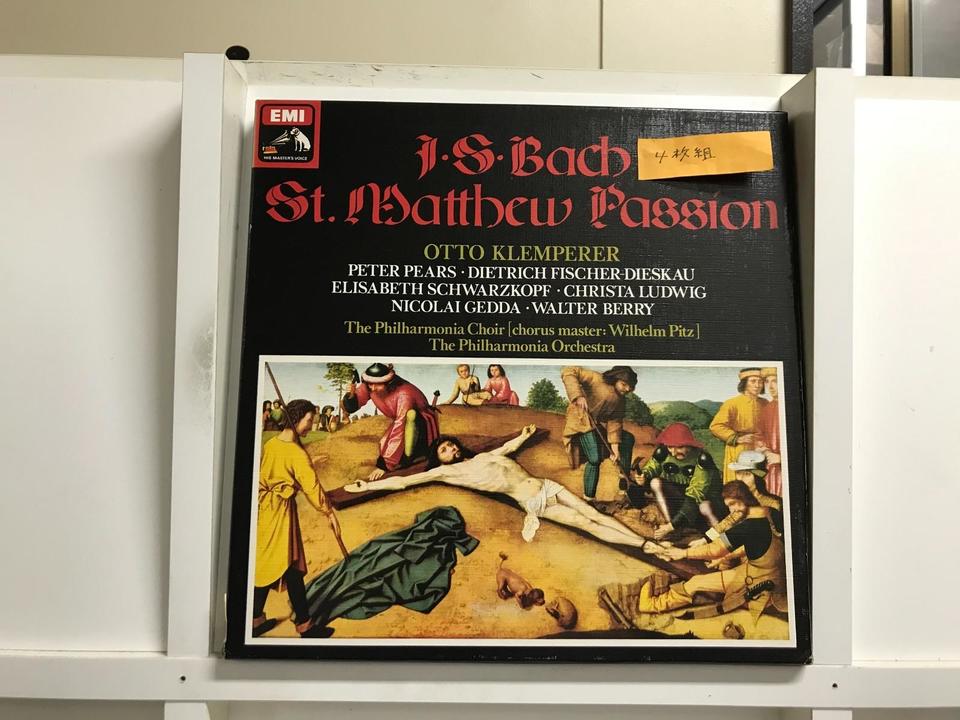 EMI
HIS MASTER'S VOICE
J·S·Bach
4枚組
St. Matthew Passion
OTTO KLEMPERER
PETER PEARS · DIETRICH FISCHER-DIESKAU
ELISABETH SCHWARZKOPF · CHRISTA LUDWIG
NICOLAI GEDDA · WALTER BERRY
The Philharmonia Choir [chorus master: Wilhelm Pitz]
The Philharmonia Orchestra